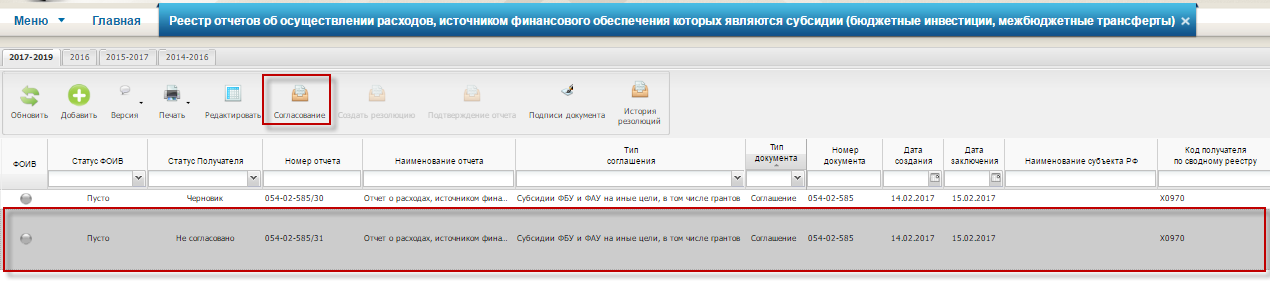 Меню Главная Реестр отчетов об осуществлении расходов, источником финансового обеспечения которых являются субсидии (бюджетные инвестиции, межбюджетные трансферты) ×
2017-2019 2016 2015-2017 2014-2016
Обновить Добавить Версия Печать Редактировать Согласование Создать резолюцию Подтверждение отчета Подписи документа История
резолюций
ФОИВ Статус ФОИВ Статус Получателя Номер отчета Наименование отчета Тип соглашения Тип документа Номер документа Дата создания Дата заключения Наименование субъекта РФ Код получателя по сводному реестру
Пусто Черновик 054-02-585/30 Отчет о расходах, источником фина... Субсидии ФБУ и ФАУ на иные цели, в том числе грантов Соглашение 054-02-585 14.02.2017 15.02.2017 X0970
Пусто Не согласовано 054-02-585/31 Отчет о расходах, источником фина... Субсидии ФБУ и ФАУ на иные цели, в том числе грантов Соглашение 054-02-585 14.02.2017 15.02.2017 X0970